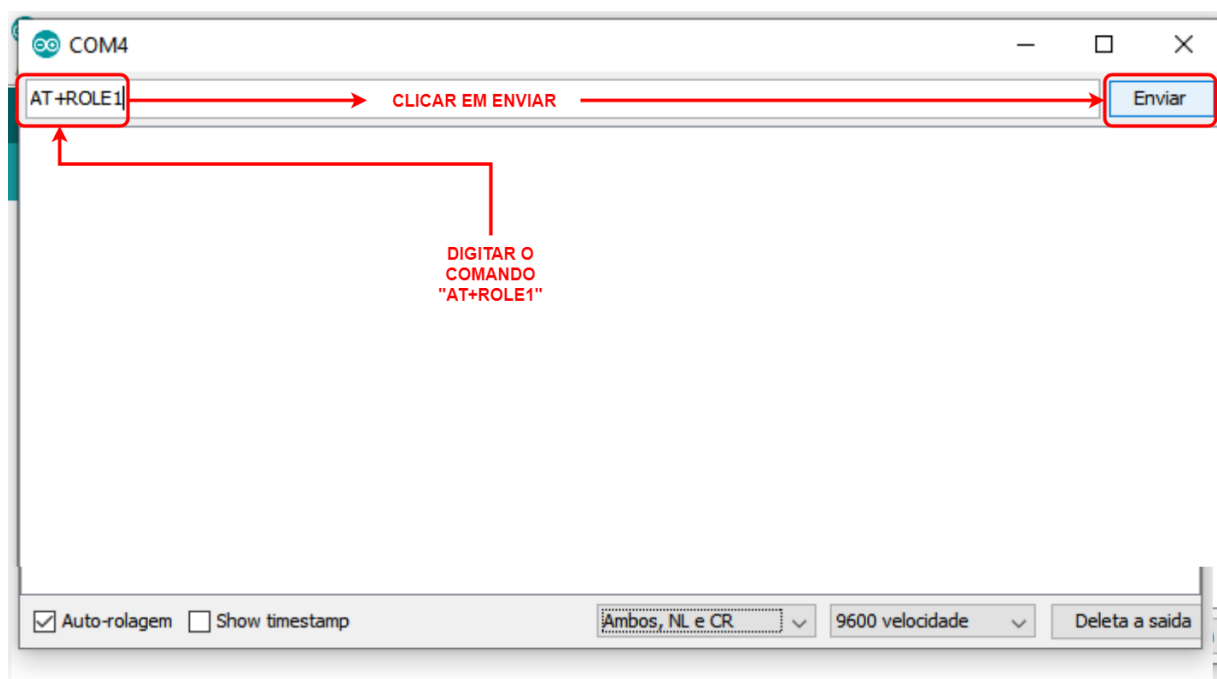 COM4
AT+ROLE1
CLICAR EM ENVIAR
Enviar
DIGITAR O
COMANDO
"AT+ROLE1"
Auto-rolagem
Show timestamp
Ambos, NL e CR
9600 velocidade
Deleta a saida